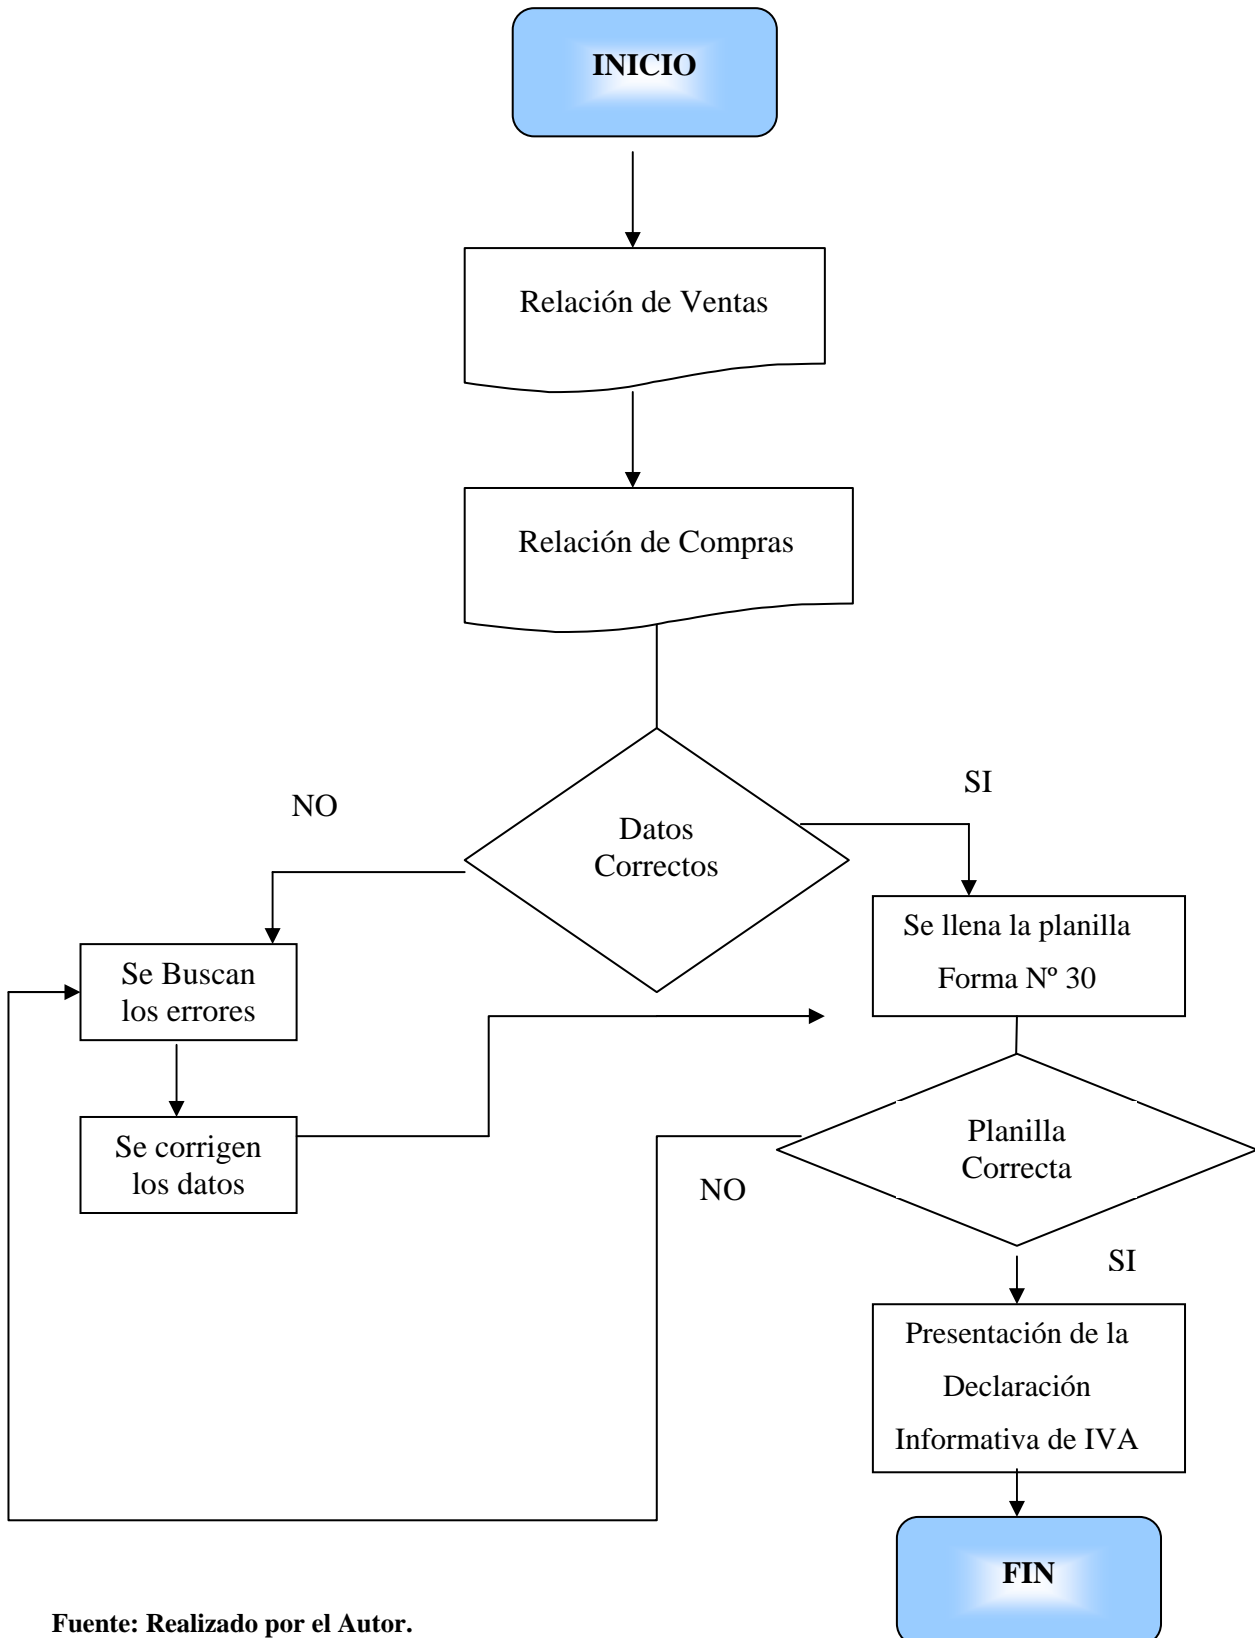 INICIO
Relación de Ventas
Relación de Compras
SI
NO
Datos
Correctos
Se llena la planilla
Forma Nº 30
Se Buscan
los errores
Se corrigen
los datos
Planilla
Correcta
NO
SI
Presentación de la
Declaración
Informativa de IVA
FIN
Fuente: Realizado por el Autor.